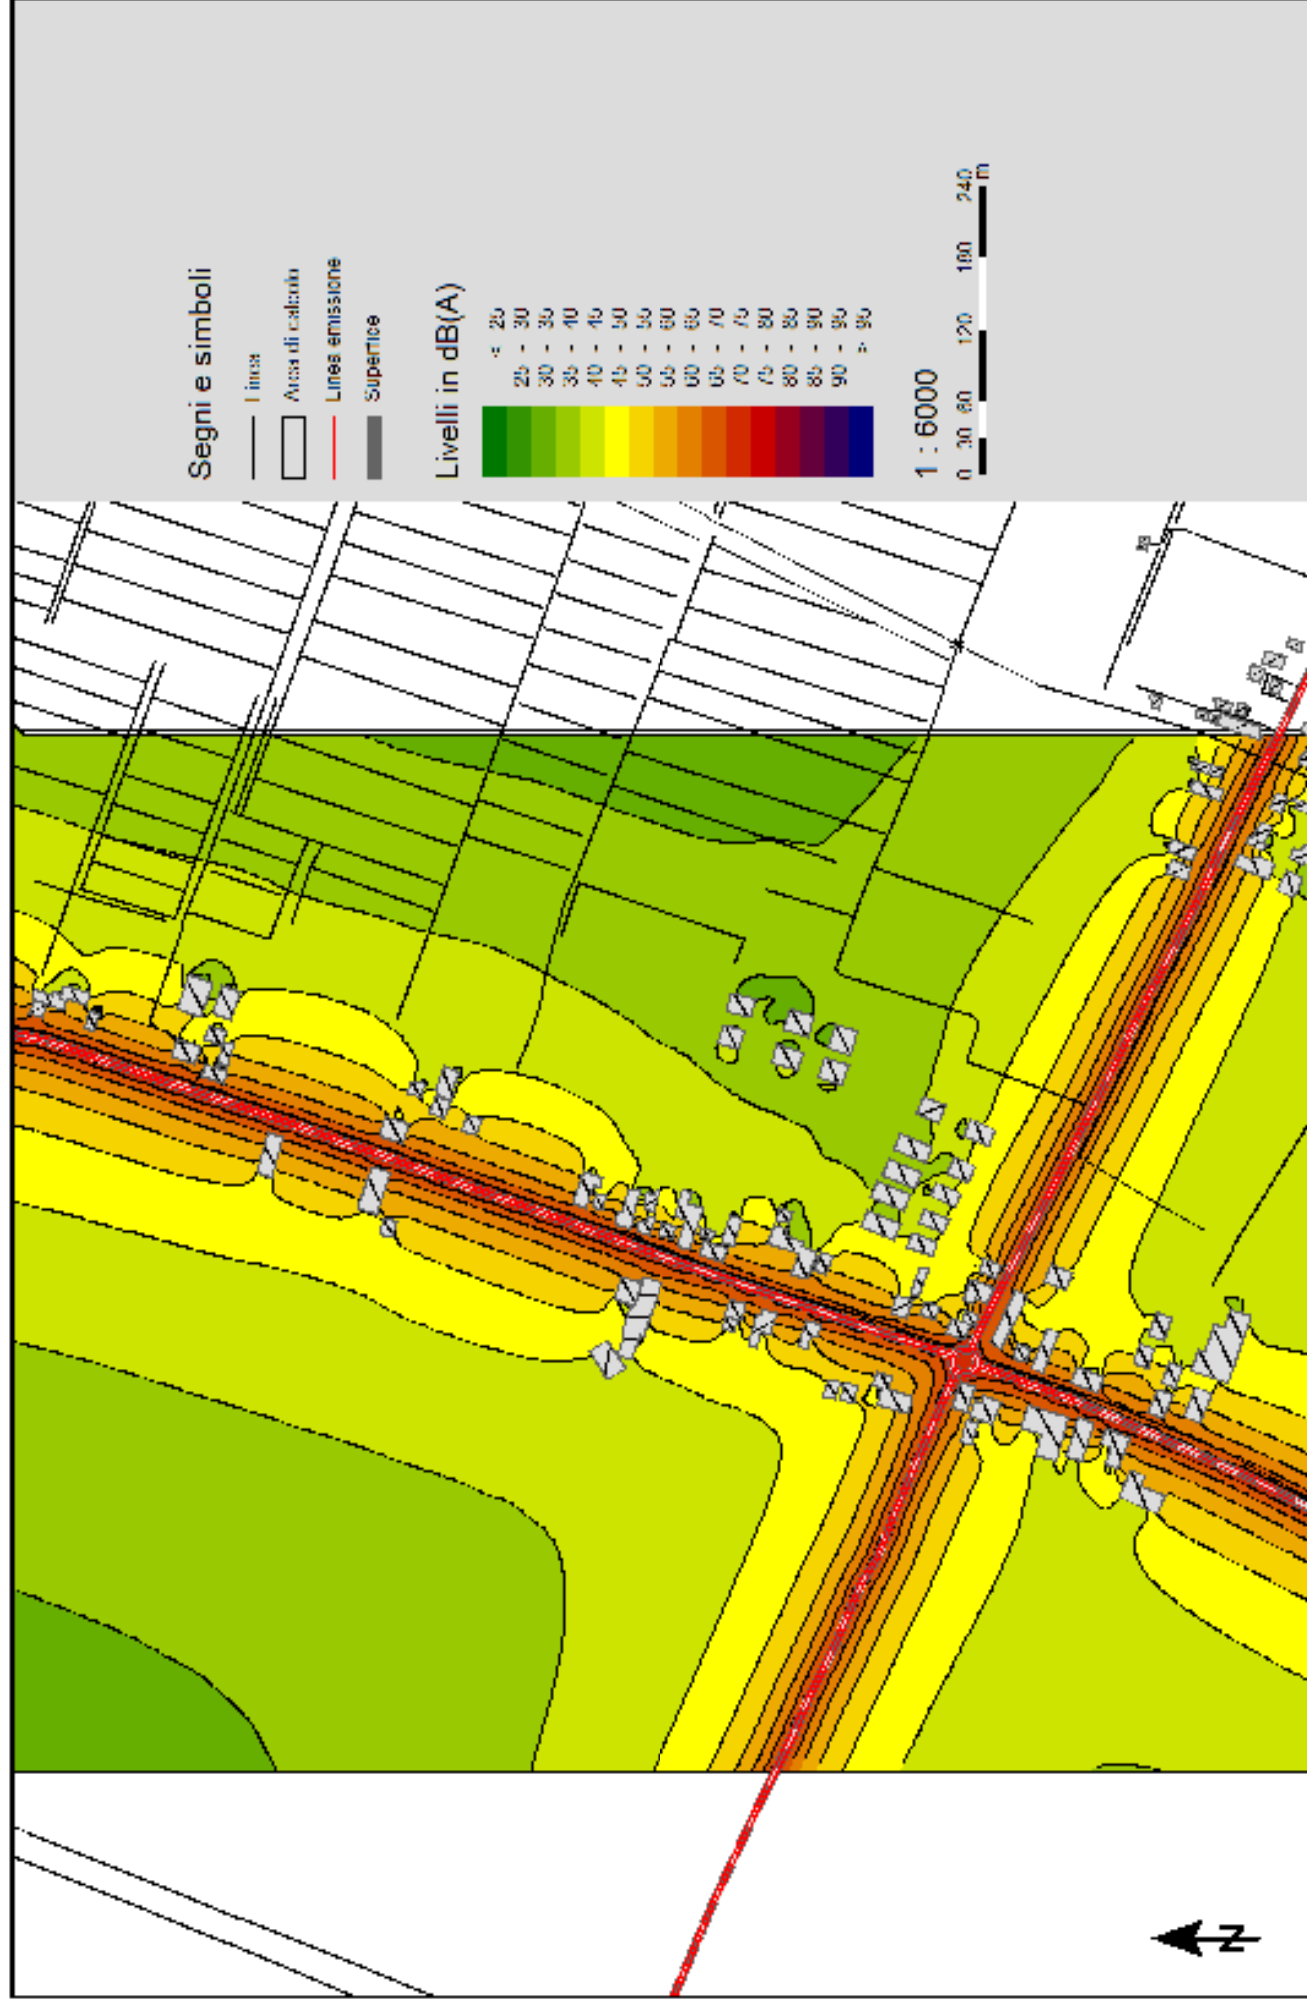 Segni e simboli
Linea
Area di calcolo
Linea emissione
Superfice
Livelli in dB(A)
< 25
25 - 30
30 - 35
35 - 40
40 - 45
45 - 50
50 - 55
55 - 60
60 - 65
65 - 70
70 - 75
75 - 80
80 - 85
85 - 90
90 - 95
> 95
1 : 6000
0 30 60 120 180 240
m
N